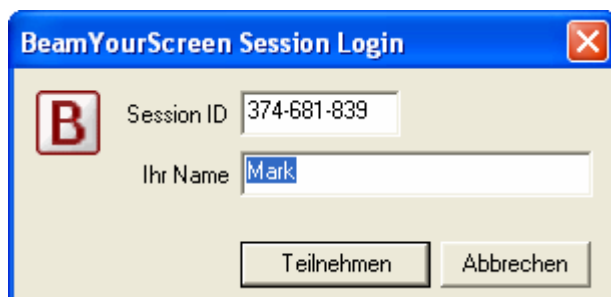 BeamYourScreen Session Login
B
Session ID 374-681-839
Ihr Name Mark
Teilnehmen Abbrechen